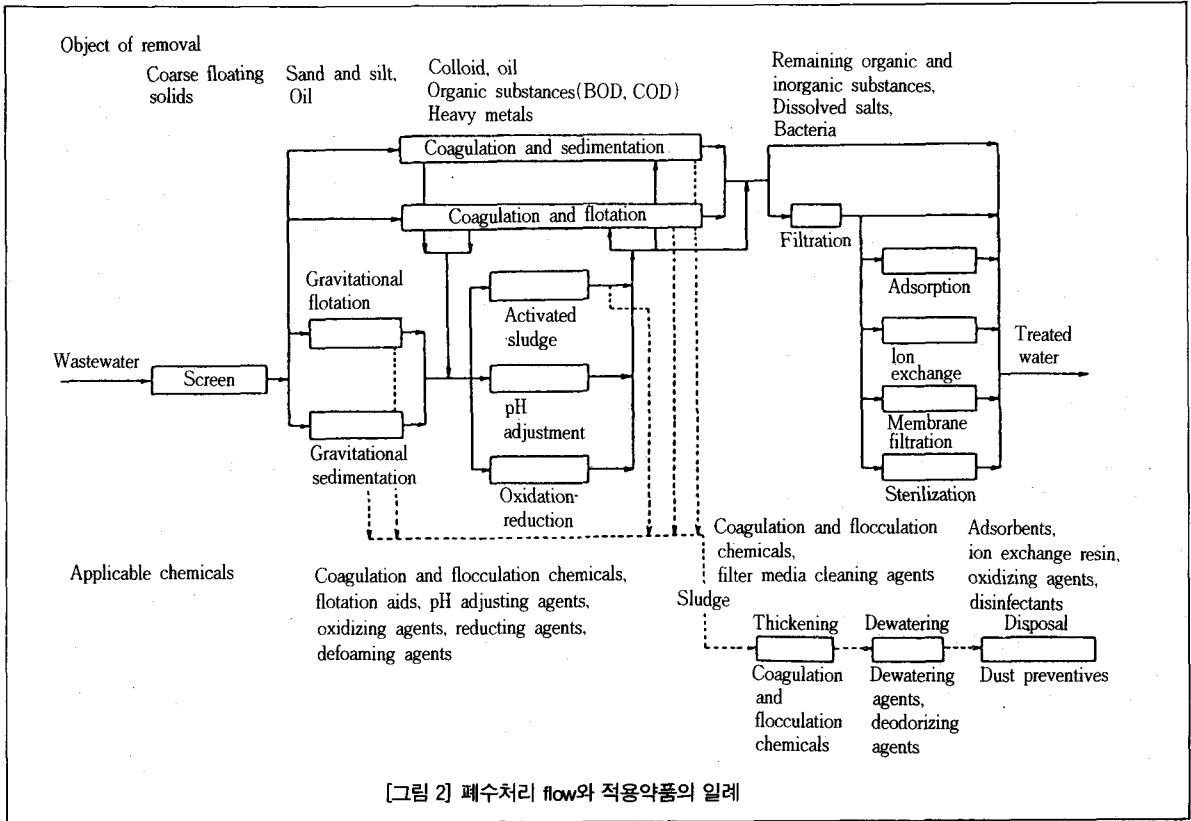 Object of removal
Coarse floating
solids
Sand and silt,
Oil
Colloid, oil
Organic substances(BOD, COD)
Heavy metals
Remaining organic and
inorganic substances,
Dissolved salts,
Bacteria
Coagulation and sedimentation
Coagulation and flotation
Filtration
Gravitational
flotation
Activated
sludge
Adsorption
Wastewater
Screen
pH
adjustment
Ion
exchange
Treated
water
Gravitational
sedimentation
Membrane
filtration
Oxidation-
reduction
Sterilization
Applicable chemicals
Coagulation and flocculation chemicals,
flotation aids, pH adjusting agents,
oxidizing agents, reducting agents,
defoaming agents
Coagulation and flocculation
chemicals,
filter media cleaning agents
Adsorbents,
ion exchange resin,
oxidizing agents,
disinfectants
Sludge
Thickening
Dewatering
Disposal
Coagulation
and
flocculation
chemicals
Dewatering
agents,
deodorizing
agents
Dust preventives
[그림 2] 폐수처리 flow와 적용약품의 일례